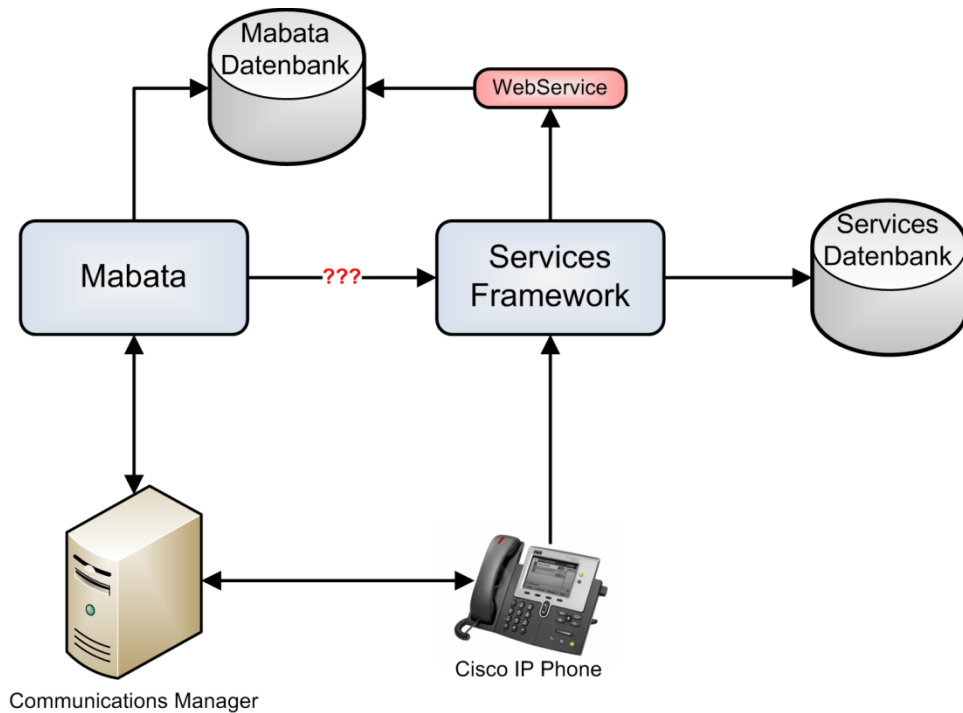 Mabata
Datenbank
WebService
Mabata
???
Services
Framework
Services
Datenbank
Cisco IP Phone
Communications Manager